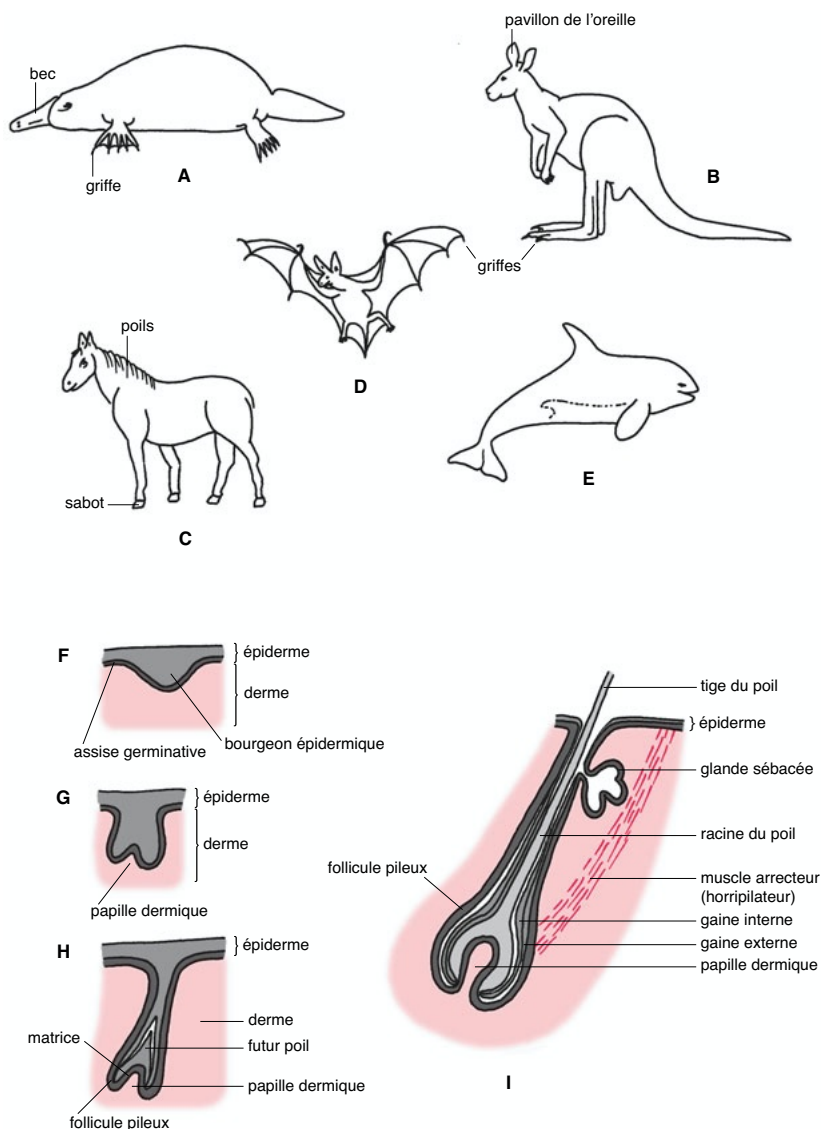 pavillon de l'oreille
bec
griffe
A
B
griffes
D
poils
sabot
C
E
F
épiderme
derme
assise germinative
bourgeon épidermique
G
épiderme
derme
papille dermique
H
épiderme
derme
matrice
futur poil
papille dermique
follicule pileux
tige du poil
épiderme
glande sébacée
racine du poil
follicule pileux
muscle arrecteur
(horripilateur)
gaine interne
gaine externe
papille dermique
I